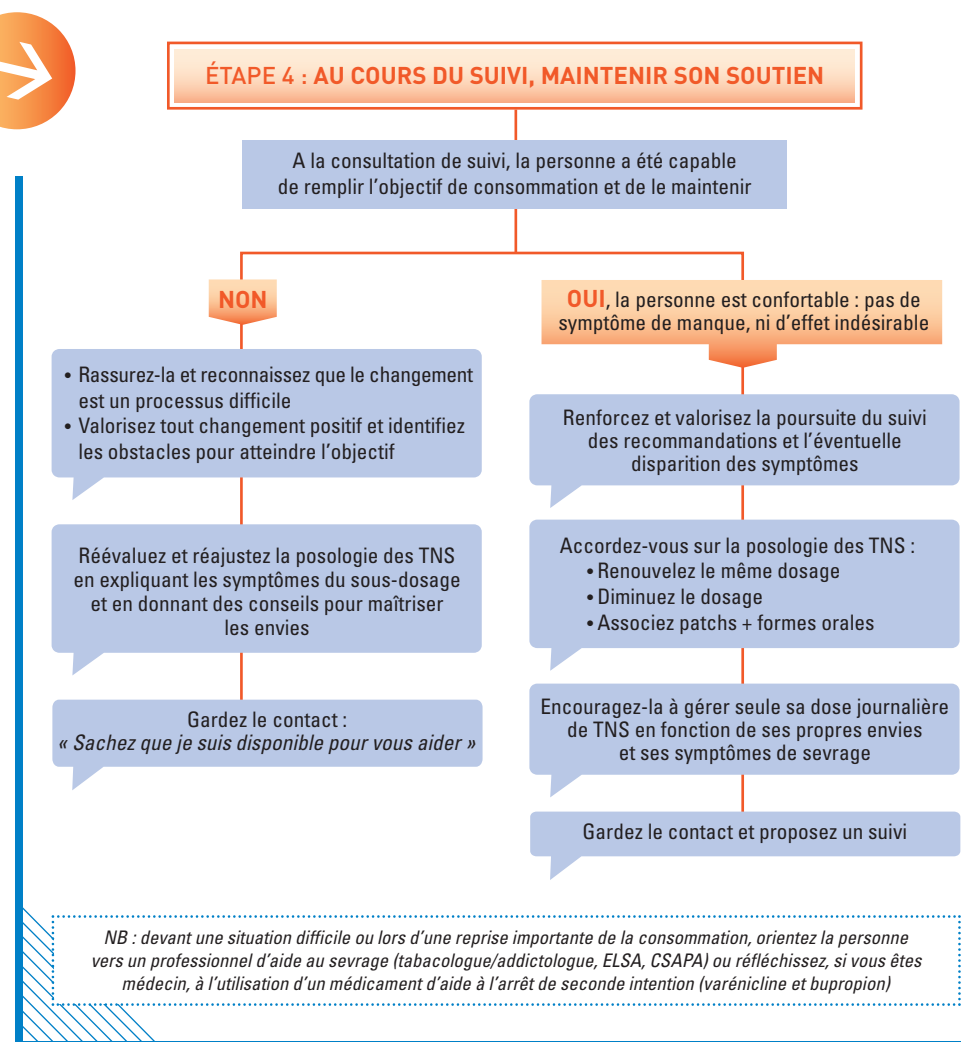 ÉTAPE 4 : AU COURS DU SUIVI, MAINTENIR SON SOUTIEN
A la consultation de suivi, la personne a été capable
de remplir l’objectif de consommation et de le maintenir
NON
• Rassurez-la et reconnaissez que le changement
est un processus difficile
• Valorisez tout changement positif et identifiez
les obstacles pour atteindre l’objectif
Réévaluez et réajustez la posologie des TNS
en expliquant les symptômes du sous-dosage
et en donnant des conseils pour maîtriser
les envies
Gardez le contact :
« Sachez que je suis disponible pour vous aider »
OUI, la personne est confortable : pas de
symptôme de manque, ni d’effet indésirable
Renforcez et valorisez la poursuite du suivi
des recommandations et l’éventuelle
disparition des symptômes
Accordez-vous sur la posologie des TNS :
• Renouvelez le même dosage
• Diminuez le dosage
• Associez patchs + formes orales
Encouragez-la à gérer seule sa dose journalière
de TNS en fonction de ses propres envies
et ses symptômes de sevrage
Gardez le contact et proposez un suivi
NB : devant une situation difficile ou lors d’une reprise importante de la consommation, orientez la personne
vers un professionnel d’aide au sevrage (tabacologue/addictologue, ELSA, CSAPA) ou réfléchissez, si vous êtes
médecin, à l’utilisation d’un médicament d’aide à l’arrêt de seconde intention (varénicline et bupropion)